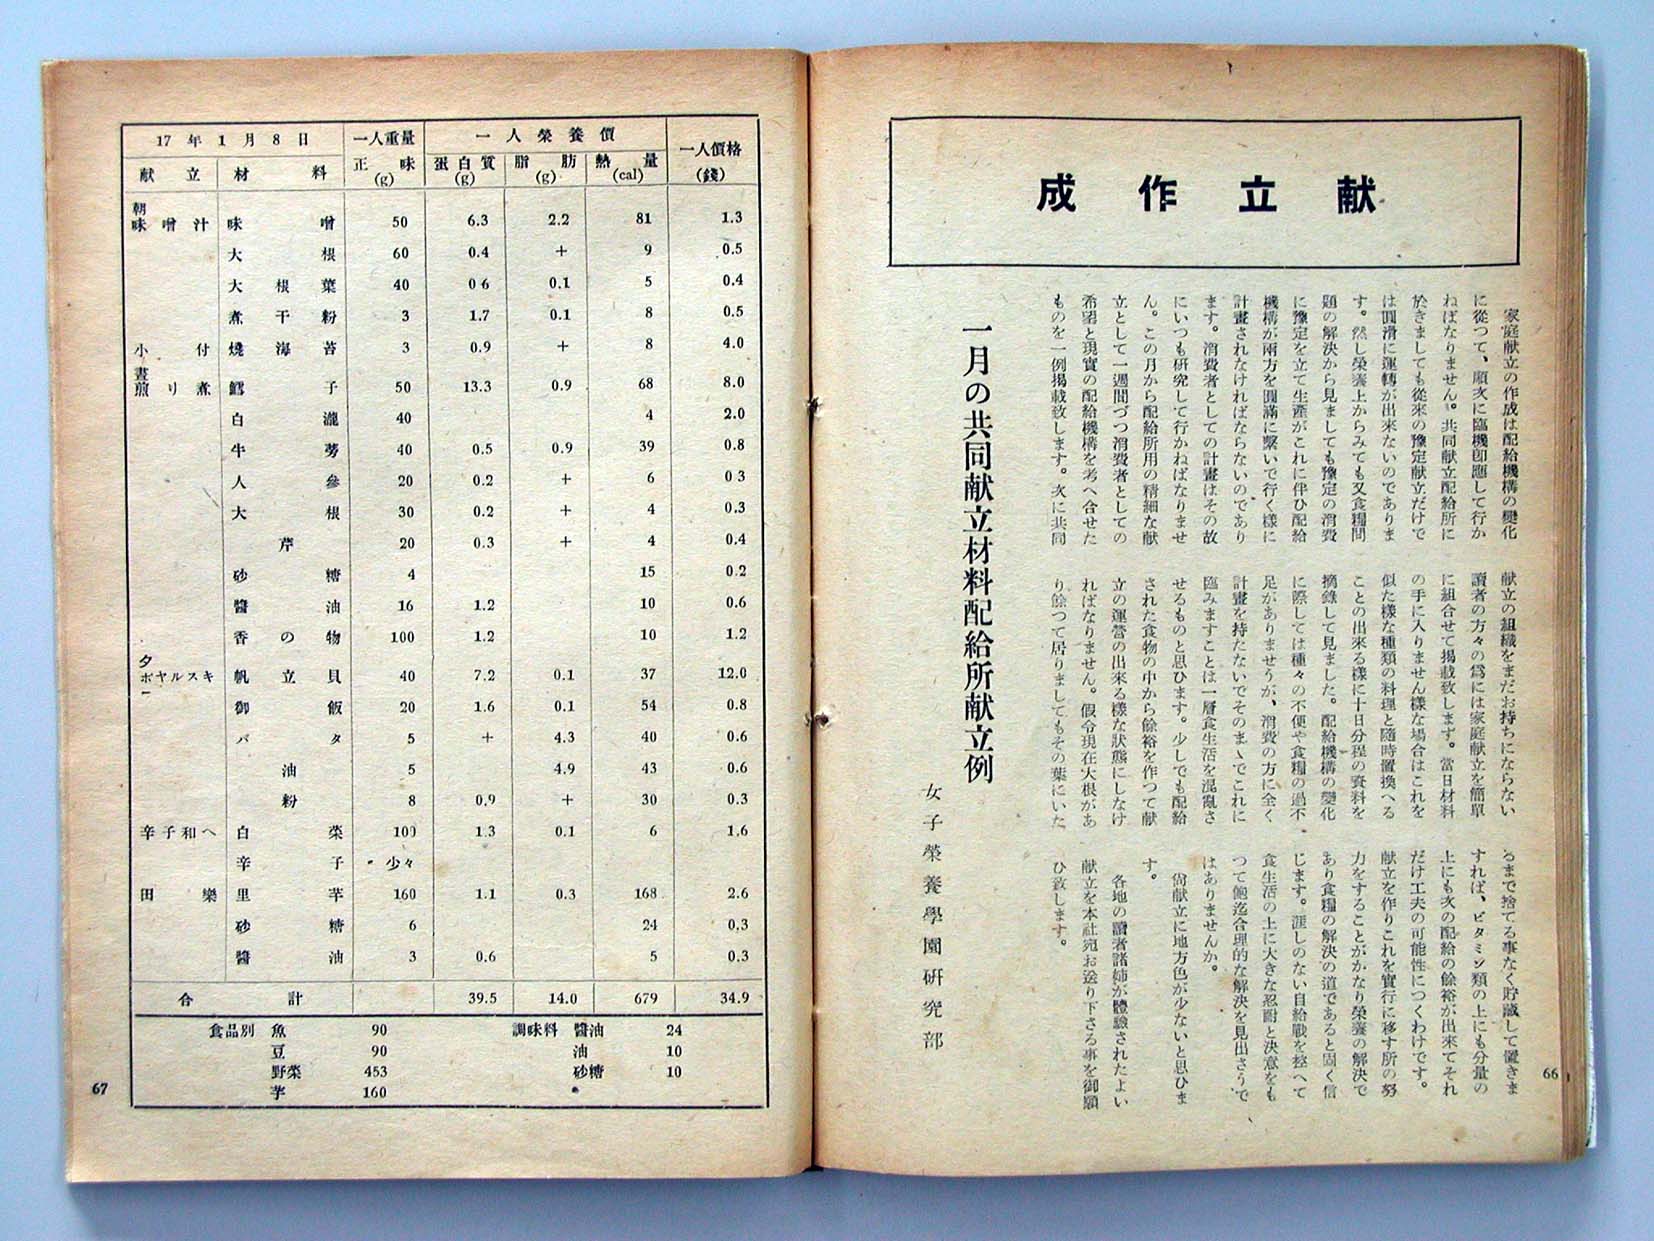 献立作成
家庭献立の作成は配給機構の變化
に從つて、順次に臨機卽應して行か
ねばなりません。共同献立配給所に
於きましても從來の豫定献立だけで
は圓滑に運轉が出來ないのでありま
す。然し榮養上からみても又食糧問
題の解決から見ましても豫定の消費
に豫定を立て生產がこれに伴ひ配給
機構が兩方を圓滿に繫いで行く樣に
計畫されなければならないのであり
ます。消費者としての計畫はその故
にいつも研究して行かねばなりませ
ん。この月から配給所用の精細な献
立として一週間づつ消費者としての
希望と現實の配給機構を考へ合せた
ものを一例揭載致します。次に共同
献立の組織をまだお持ちにならない
讀者の方々の爲には家庭献立を簡單
に組合せて揭載致します。當日材料
の手に入りません樣な場合はこれを
似た樣な種類の料理と隨時置換へる
ことの出來る樣に十日分程の資料を
摘錄して見ました。配給機構の變化
に際しては種々の不便や食糧の過不
足がありませうが、消費の方に全く
計畫を持たないでそのまゝでこれに
臨みますことは一層食生活を混亂さ
せるものと思ひます。少しでも配給
された食物の中から餘裕を作つて献
立の運營の出來る樣な狀態にしなけ
ればなりません。假令現在大根があ
り餘つて居りましてもその葉にいた
るまで捨てる事なく貯藏して置きま
すれば、ビタミン類の上にも分量の
上にも次の配給の餘裕が出來てそれ
だけ工夫の可能性につくわけです。
献立を作りこれを實行に移す所の努
力をすることがかなり榮養の解決で
あり食糧の解決の道であると固く信
じます。涯しのない自給戰を控へて
食生活の上に大きな忍耐と決意をも
つて飽迄合理的な解決を見出さうで
はありませんか。
尙献立に地方色が少ないと思ひま
す。
各地の讀者諸姉が體驗されたよい
献立を本社宛お送り下さる事を御願
ひ致します。
一月の共同献立材料配給所献立例
女子榮養學園硏究部
66
17年1月8日 一人重量 一人榮養價 一人價格
献立 材料 正味(g) 蛋白質(g) 脂肪(g) 熱量(cal) (錢)
朝
味噌汁 味噌 50 6.3 2.2 81 1.3
大根 60 0.4 + 9 0.5
大根葉 40 0 6 0.1 5 0.4
煮干粉 3 1.7 0.1 8 0.5
小付 燒海苔 3 0.9 + 8 4.0
晝
煎り煮 鱈子 50 13.3 0.9 68 8.0
白瀧 40 4 2.0
牛蒡 40 0.5 0.9 39 0.8
人參 20 0.2 + 6 0 3
大根 30 0.2 + 4 0.3
芹 20 0.3 + 4 0.4
砂糖 4 15 0.2
醬油 16 1.2 10 0.6
香の物 100 1.2 10 1.2
夕
ボヤルスキー 帆立貝 40 7.2 0.1 37 12.0
御飯 20 1.6 0.1 54 0.8
バタ 5 + 4.3 40 0.6
油 5 4.9 43 0.6
粉 8 0,9 + 30 0.3
辛子和へ 白菜 100 1.3 0.1 6 1.6
辛子 少々
田樂 里芋 160 1.1 0.3 168 2.6
砂糖 6 24 0.3
醬油 3 0.6 5 0.3
合計 39.5 14.0 679 34.9
食品別 魚 90 調味料 醬油 24
豆 90 油 10
野菜 453 砂糖 10
芋 160
67